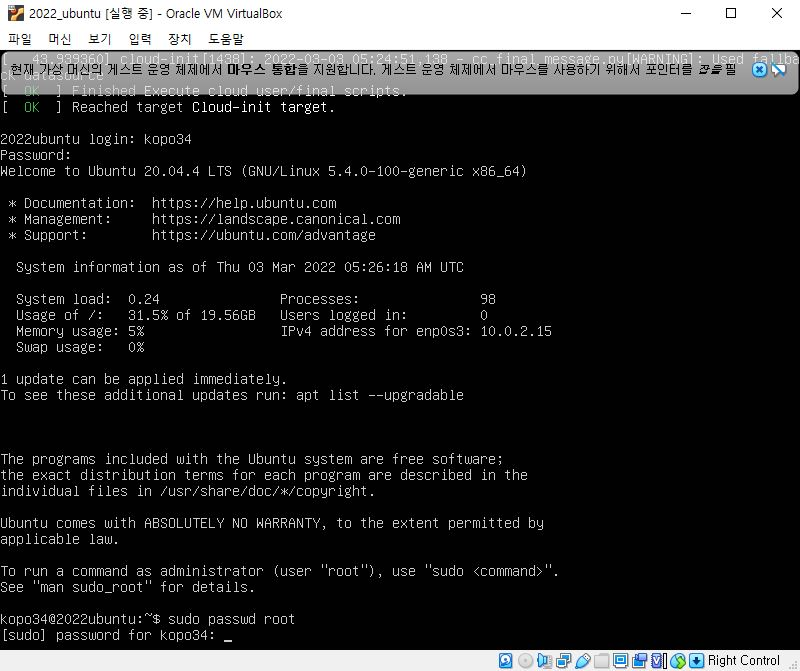 2022_ubuntu [실행 중] - Oracle VM VirtualBox
파일 머신 보기 입력 장치 도움말
[ 43.939360] cloud-init[1438]: 2022-03-03 05:24:51,138 - cc_final_message.py[WARNING]: Used fallba
현재 가상 머신의 게스트 운영 체제에서 마우스 통합을 지원합니다. 게스트 운영 체제에서 마우스를 사용하기 위해서 포인터를
ck datasource
[ OK ] Finished Execute cloud user/final scripts.
[ OK ] Reached target Cloud-init target.
2022ubuntu login: kopo34
Password:
Welcome to Ubuntu 20.04.4 LTS (GNU/Linux 5.4.0-100-generic x86_64)
* Documentation: https://help.ubuntu.com
* Management: https://landscape.canonical.com
* Support: https://ubuntu.com/advantage
System information as of Thu 03 Mar 2022 05:26:18 AM UTC
System load: 0.24 Processes: 98
Usage of /: 31.5% of 19.56GB Users logged in: 0
Memory usage: 5% IPv4 address for enp0s3: 10.0.2.15
Swap usage: 0%
1 update can be applied immediately.
To see these additional updates run: apt list --upgradable
The programs included with the Ubuntu system are free software;
the exact distribution terms for each program are described in the
individual files in /usr/share/doc/*/copyright.
Ubuntu comes with ABSOLUTELY NO WARRANTY, to the extent permitted by
applicable law.
To run a command as administrator (user "root"), use "sudo <command>".
See "man sudo_root" for details.
kopo34@2022ubuntu:~$ sudo passwd root
[sudo] password for kopo34: _
Right Control